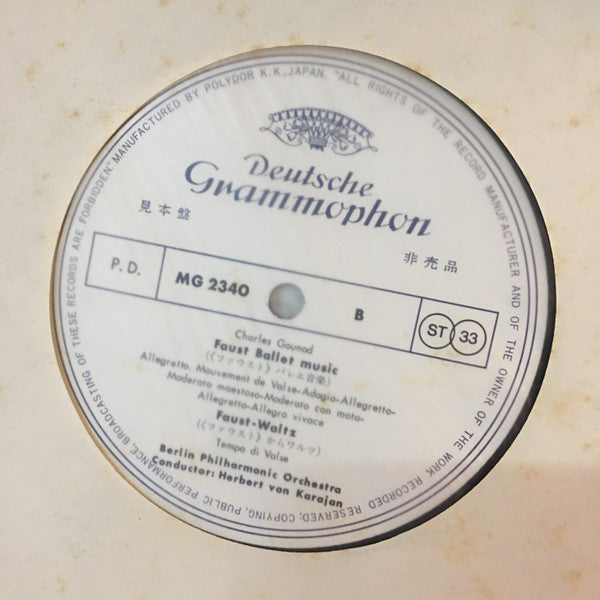 MANUFACTURED BY POLYDOR K.K., JAPAN. "ALL RIGHTS OF THE RECORD MANUFACTURER AND OF THE OWNER OF THE WORK RECORDED RESERVED; COPYING, PUBLIC PERFORMANCE, BROADCASTING OF THESE RECORDS ARE FORBIDDEN"
Deutsche
Grammophon
見本盤
非売品
P.D.
MG 2340
B
ST 33
Charles Gounod
Faust Ballet music
(《ファウスト》バレエ音楽)
Allegretto. Mouvement de Valse-Adagio-Allegretto-
Moderato maestoso-Moderato con moto-
Allegretto-Allegro vivace
Faust-Waltz
(《ファウスト》からワルツ)
Tempo di Valse
Berlin Philharmonic Orchestra
Conductor: Herbert von Karajan